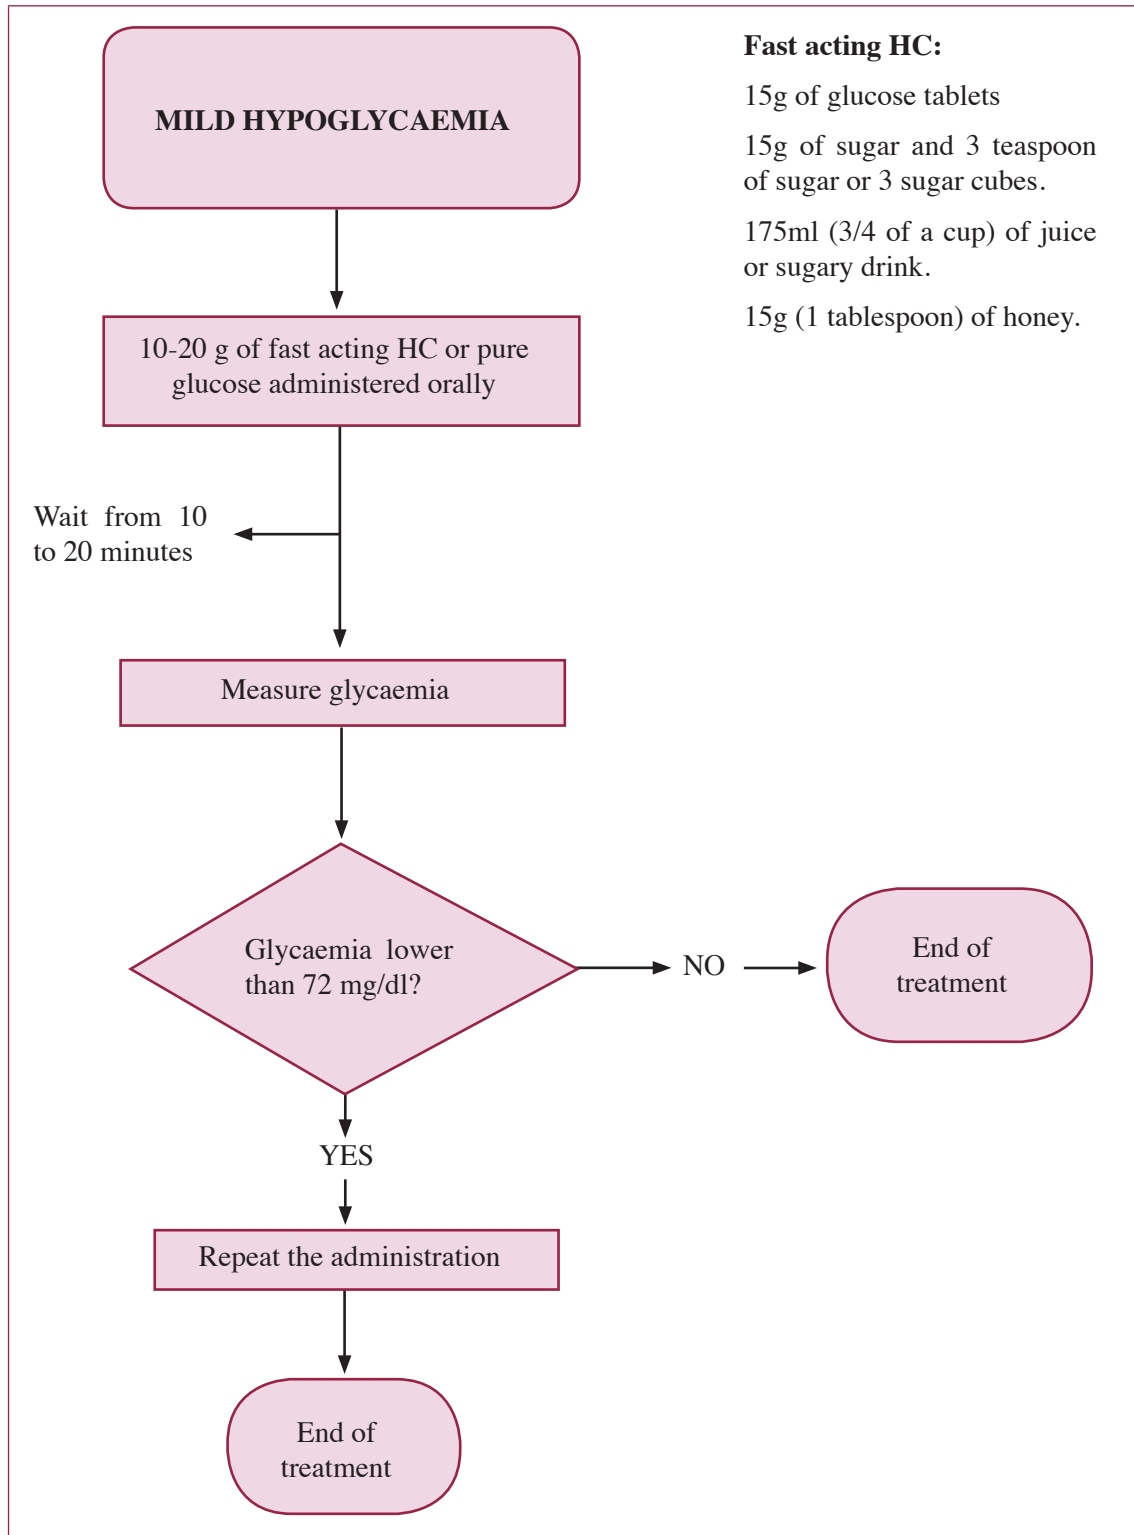 MILD HYPOGLYCAEMIA
Fast acting HC:
15g of glucose tablets
15g of sugar and 3 teaspoon
of sugar or 3 sugar cubes.
175ml (3/4 of a cup) of juice
or sugary drink.
15g (1 tablespoon) of honey.
10-20 g of fast acting HC or pure
glucose administered orally
Wait from 10
to 20 minutes
Measure glycaemia
Glycaemia lower
than 72 mg/dl?
NO
End of
treatment
YES
Repeat the administration
End of
treatment